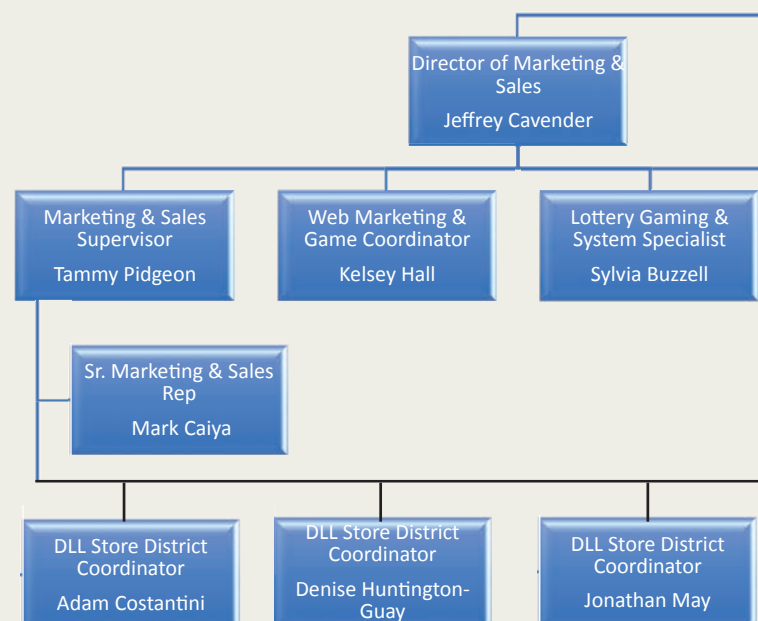 Director of Marketing &
Sales
Jeffrey Cavender
Marketing & Sales
Supervisor
Tammy Pidgeon
Web Marketing &
Game Coordinator
Kelsey Hall
Lottery Gaming &
System Specialist
Sylvia Buzzell
Sr. Marketing & Sales
Rep
Mark Caiya
DLL Store District
Coordinator
Adam Costantini
DLL Store District
Coordinator
Denise Huntington-
Guay
DLL Store District
Coordinator
Jonathan May